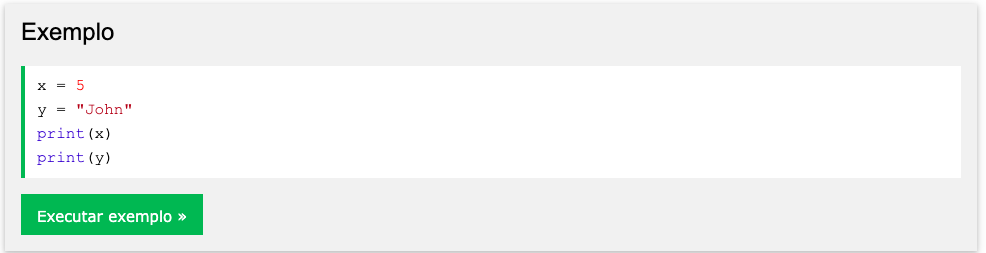 Exemplo
x = 5
y = "John"
print(x)
print(y)
Executar exemplo »